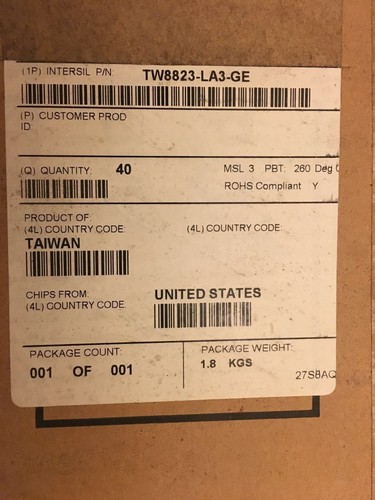 (1P) INTERSIL P/N: TW8823-LA3-GE
(P) CUSTOMER PROD
ID:
(Q) QUANTITY: 40 MSL 3 PBT: 260 Deg C
ROHS Compliant Y
PRODUCT OF:
(4L) COUNTRY CODE: (4L) COUNTRY CODE:
TAIWAN
CHIPS FROM: UNITED STATES
(4L) COUNTRY CODE:
PACKAGE COUNT: PACKAGE WEIGHT:
001 OF 001 1.8 KGS
27SBAQ